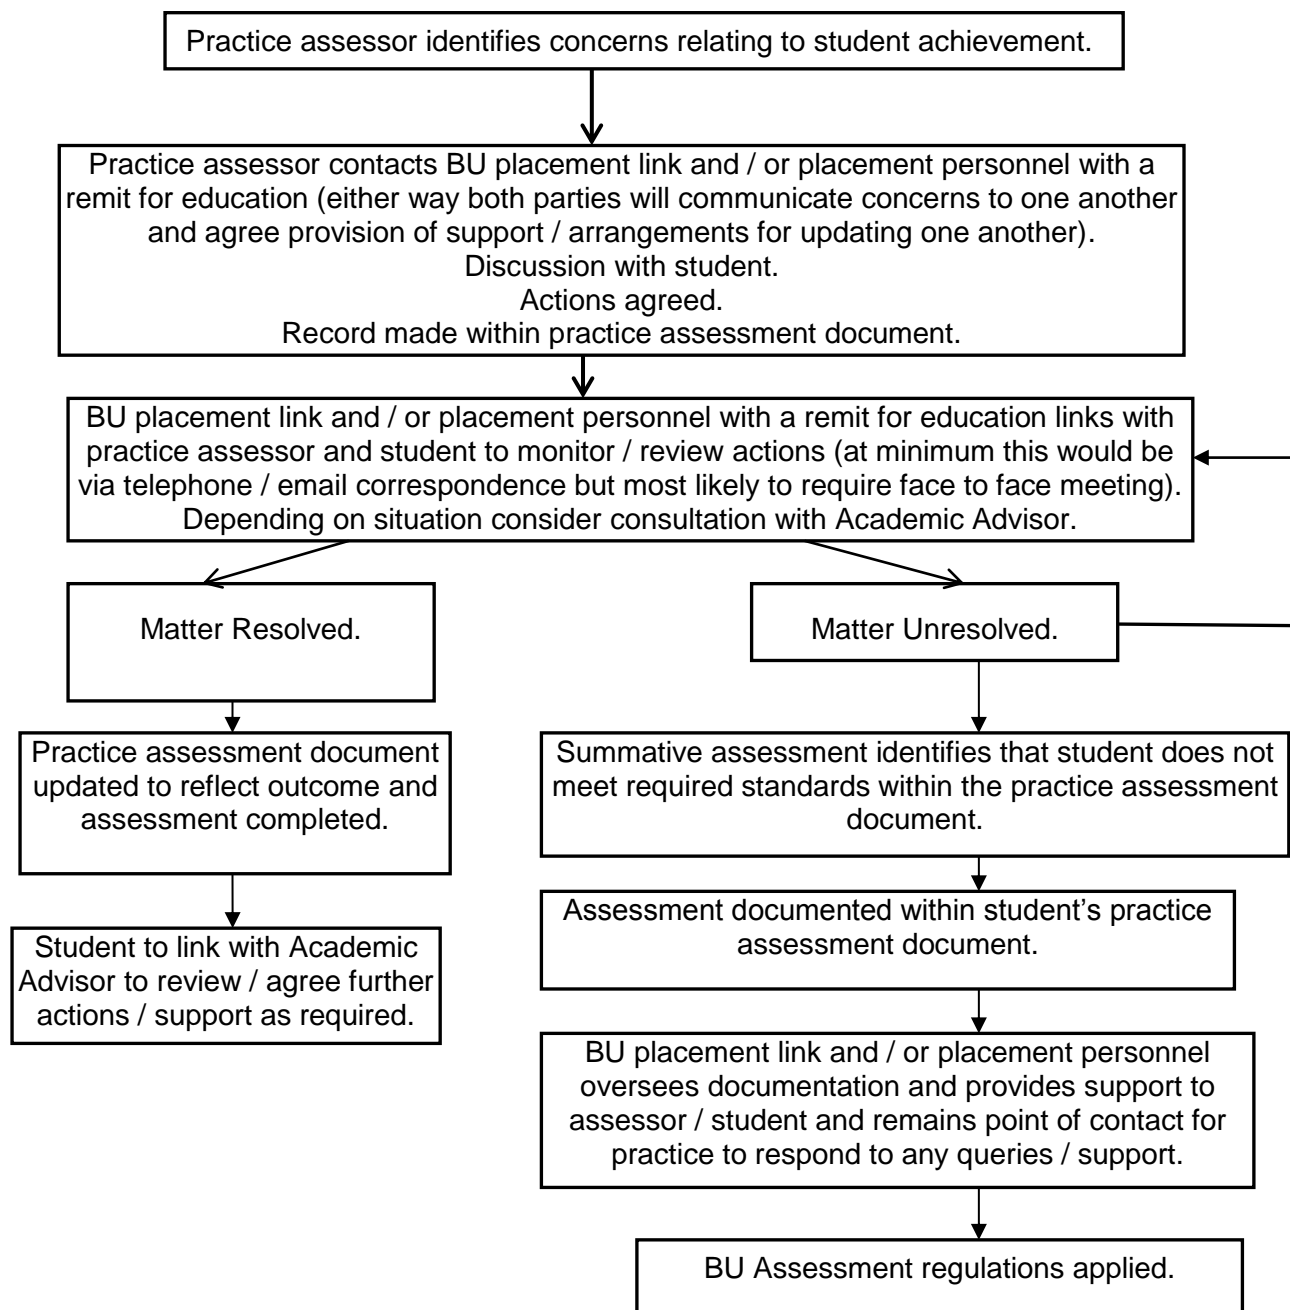 Practice assessor identifies concerns relating to student achievement.
Practice assessor contacts BU placement link and / or placement personnel with a
remit for education (either way both parties will communicate concerns to one another
and agree provision of support / arrangements for updating one another).
Discussion with student.
Actions agreed.
Record made within practice assessment document.
BU placement link and / or placement personnel with a remit for education links with
practice assessor and student to monitor / review actions (at minimum this would be
via telephone / email correspondence but most likely to require face to face meeting).
Depending on situation consider consultation with Academic Advisor.
Matter Resolved.
Practice assessment document
updated to reflect outcome and
assessment completed.
Student to link with Academic
Advisor to review / agree further
actions / support as required.
Matter Unresolved.
Summative assessment identifies that student does not
meet required standards within the practice assessment
document.
Assessment documented within student’s practice
assessment document.
BU placement link and / or placement personnel
oversees documentation and provides support to
assessor / student and remains point of contact for
practice to respond to any queries / support.
BU Assessment regulations applied.